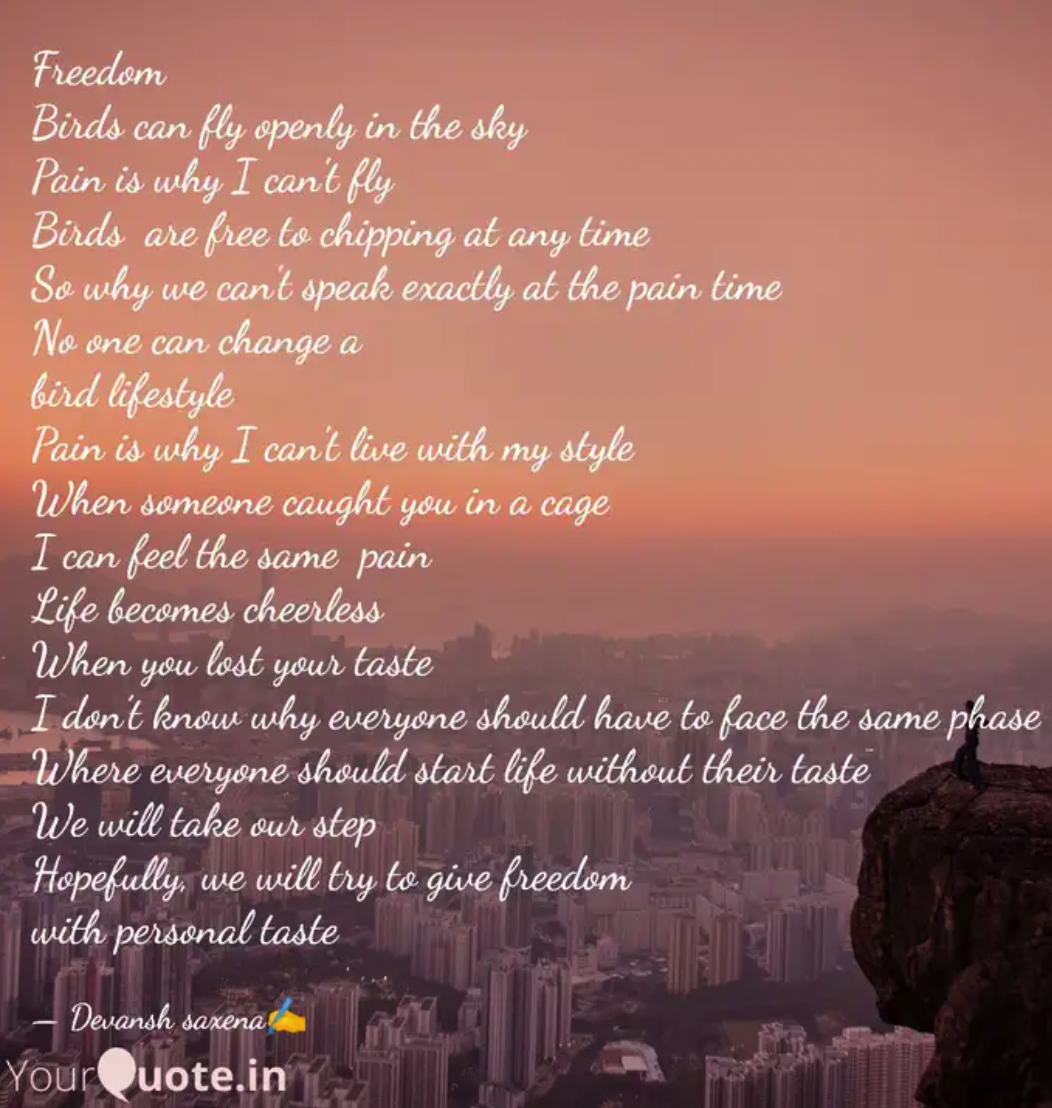 Freedom
Birds can fly openly in the sky
Pain is why I can't fly
Birds are free to chipping at any time
So why we can't speak exactly at the pain time
No one can change a
bird lifestyle
Pain is why I can't live with my style
When someone caught you in a cage
I can feel the same pain
Life becomes cheerless
When you lost your taste
I don't know why everyone should have to face the same phase
Where everyone should start life without their taste
We will take our step
Hopefully, we will try to give freedom
with personal taste
— Devansh saxena✍️
YourQuote.in